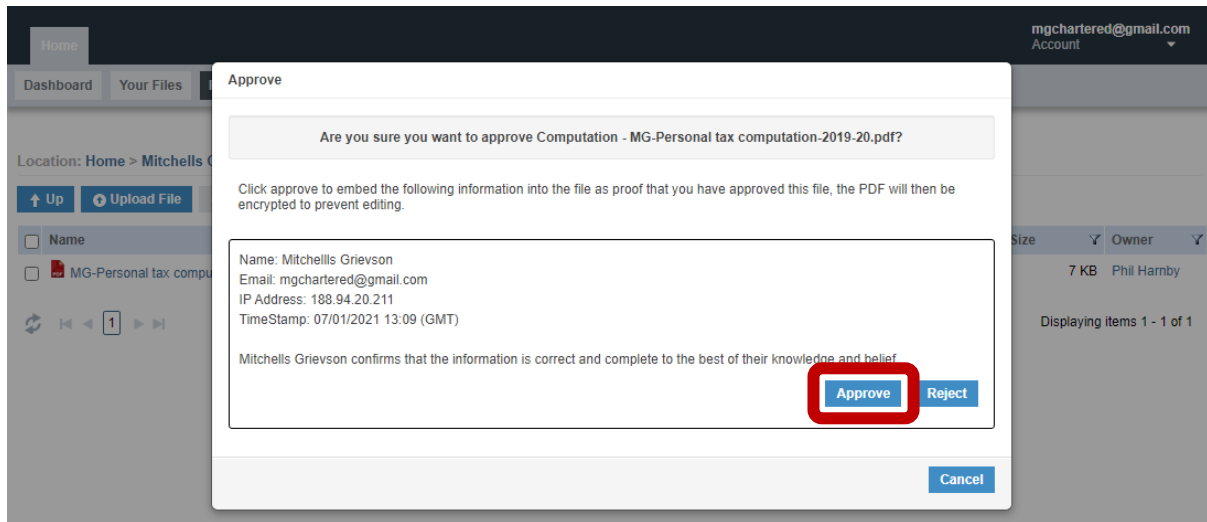 mgchartered@gmail.com
Home
Account
Dashboard Your Files
Approve
Are you sure you want to approve Computation - MG-Personal tax computation-2019-20.pdf?
Location: Home > Mitchells
Click approve to embed the following information into the file as proof that you have approved this file, the PDF will then be
encrypted to prevent editing.
Up Upload File
Name Size Owner
Name: Mitchellls Grievson
MG-Personal tax compu 7 KB Phil Harnby
Email: mgchartered@gmail.com
IP Address: 188.94.20.211
TimeStamp: 07/01/2021 13:09 (GMT)
1 Displaying items 1 - 1 of 1
Mitchells Grievson confirms that the information is correct and complete to the best of their knowledge and belief
Approve Reject
Cancel